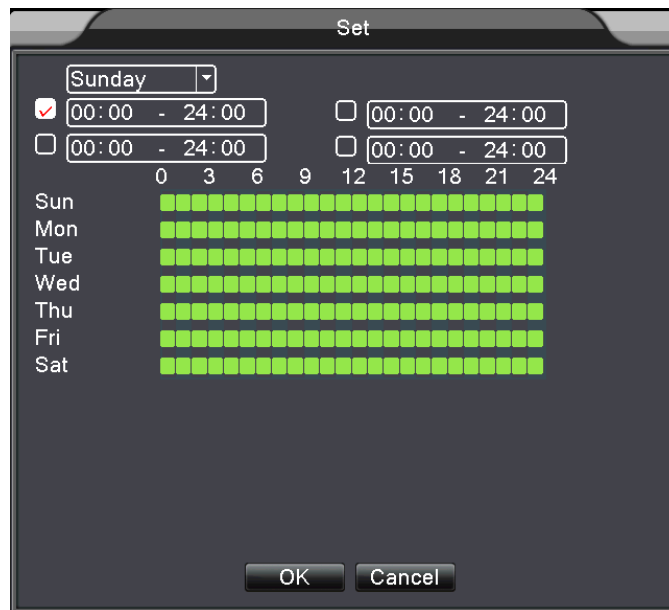 Set
Sunday
00:00 - 24:00 00:00 - 24:00
00:00 - 24:00 00:00 - 24:00
0 3 6 9 12 15 18 21 24
Sun
Mon
Tue
Wed
Thu
Fri
Sat
OK Cancel